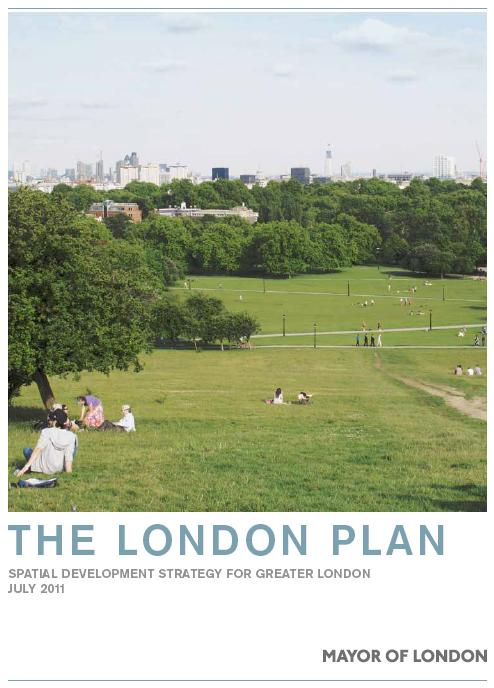 THE LONDON PLAN
SPATIAL DEVELOPMENT STRATEGY FOR GREATER LONDON
JULY 2011
MAYOR OF LONDON